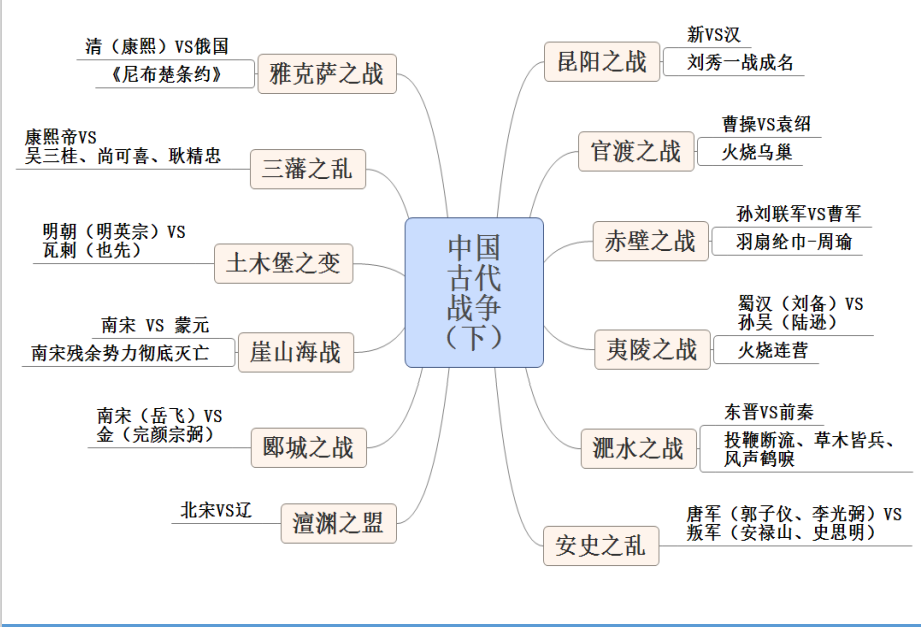 中国
古代
战争
（下）
昆阳之战
新VS汉
刘秀一战成名
官渡之战
曹操VS袁绍
火烧乌巢
赤壁之战
孙刘联军VS曹军
羽扇纶巾-周瑜
夷陵之战
蜀汉（刘备）VS
孙吴（陆逊）
火烧连营
淝水之战
东晋VS前秦
投鞭断流、草木皆兵、
风声鹤唳
安史之乱
唐军（郭子仪、李光弼）VS
叛军（安禄山、史思明）
雅克萨之战
清（康熙）VS俄国
《尼布楚条约》
三藩之乱
康熙帝VS
吴三桂、尚可喜、耿精忠
土木堡之变
明朝（明英宗）VS
瓦剌（也先）
崖山海战
南宋 VS 蒙元
南宋残余势力彻底灭亡
郾城之战
南宋（岳飞）VS
金（完颜宗弼）
澶渊之盟
北宋VS辽